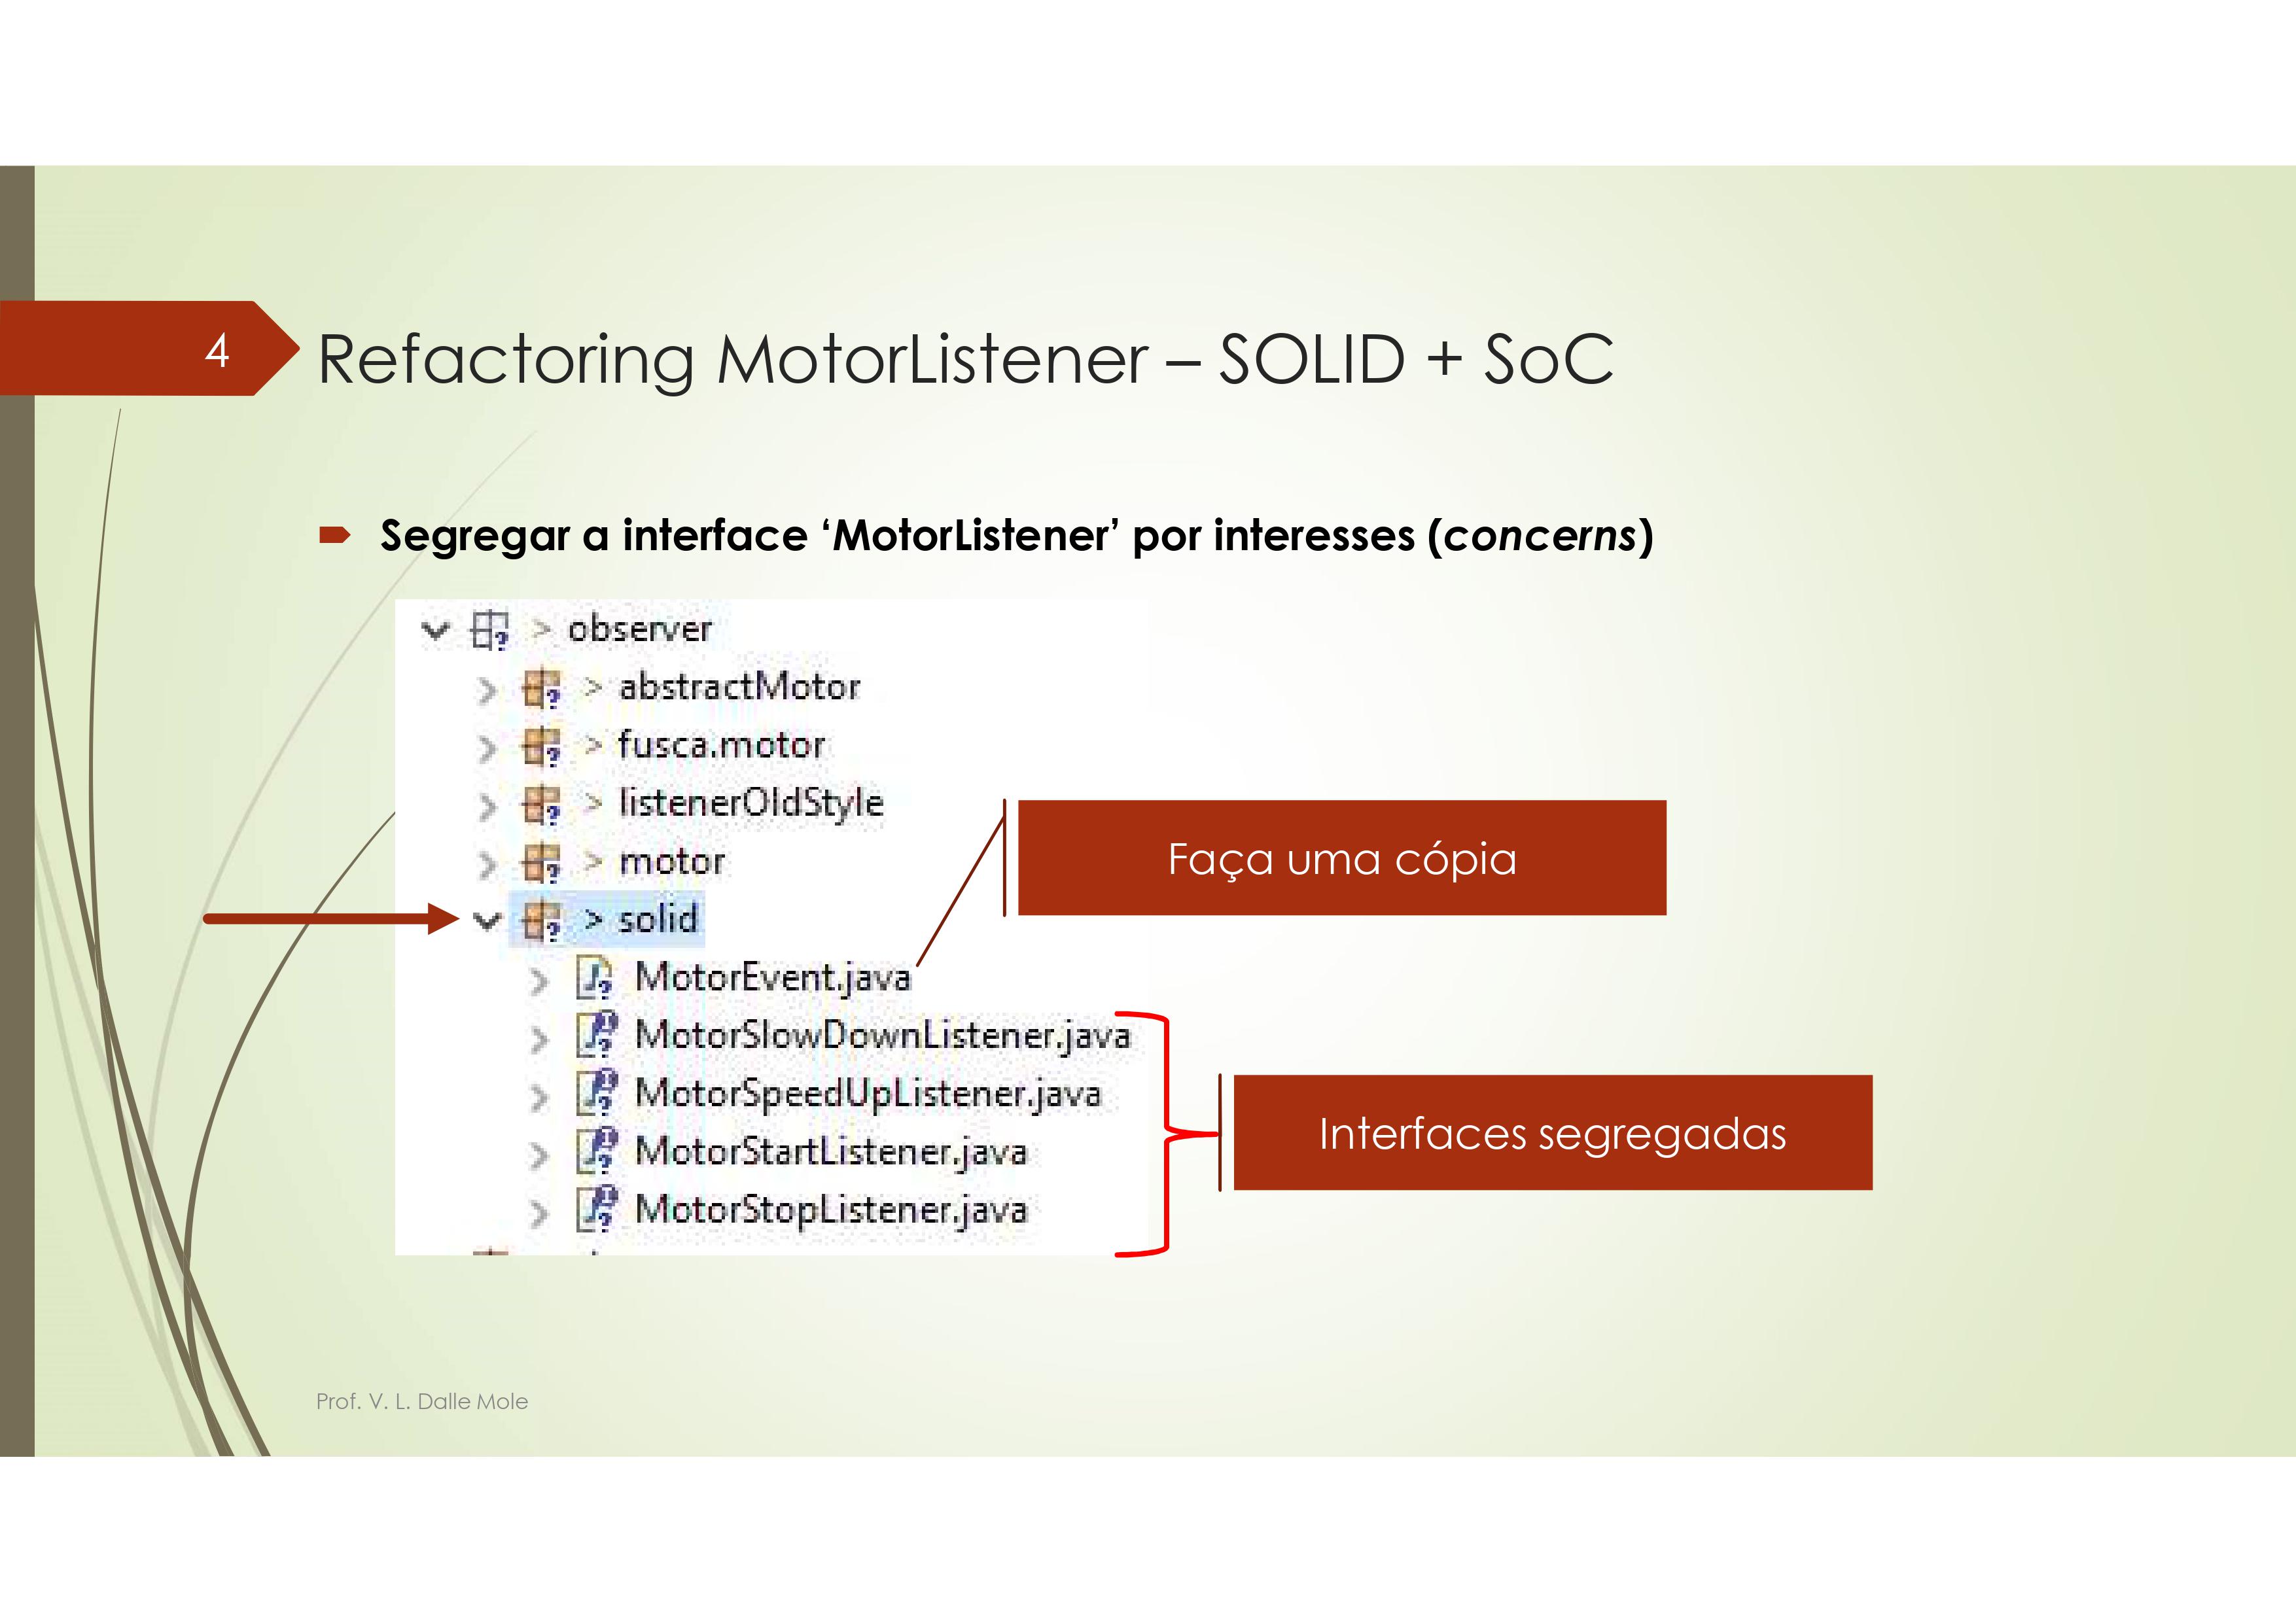 4
Refactoring MotorListener – SOLID + SoC
Segregar a interface ‘MotorListener’ por interesses (concerns)
> observer
> abstractMotor
> fusca.motor
> listenerOldStyle
> motor
> solid
MotorEvent.java
MotorSlowDownListener.java
MotorSpeedUpListener.java
MotorStartListener.java
MotorStopListener.java
Faça uma cópia
Interfaces segregadas
Prof. V. L. Dalle Mole